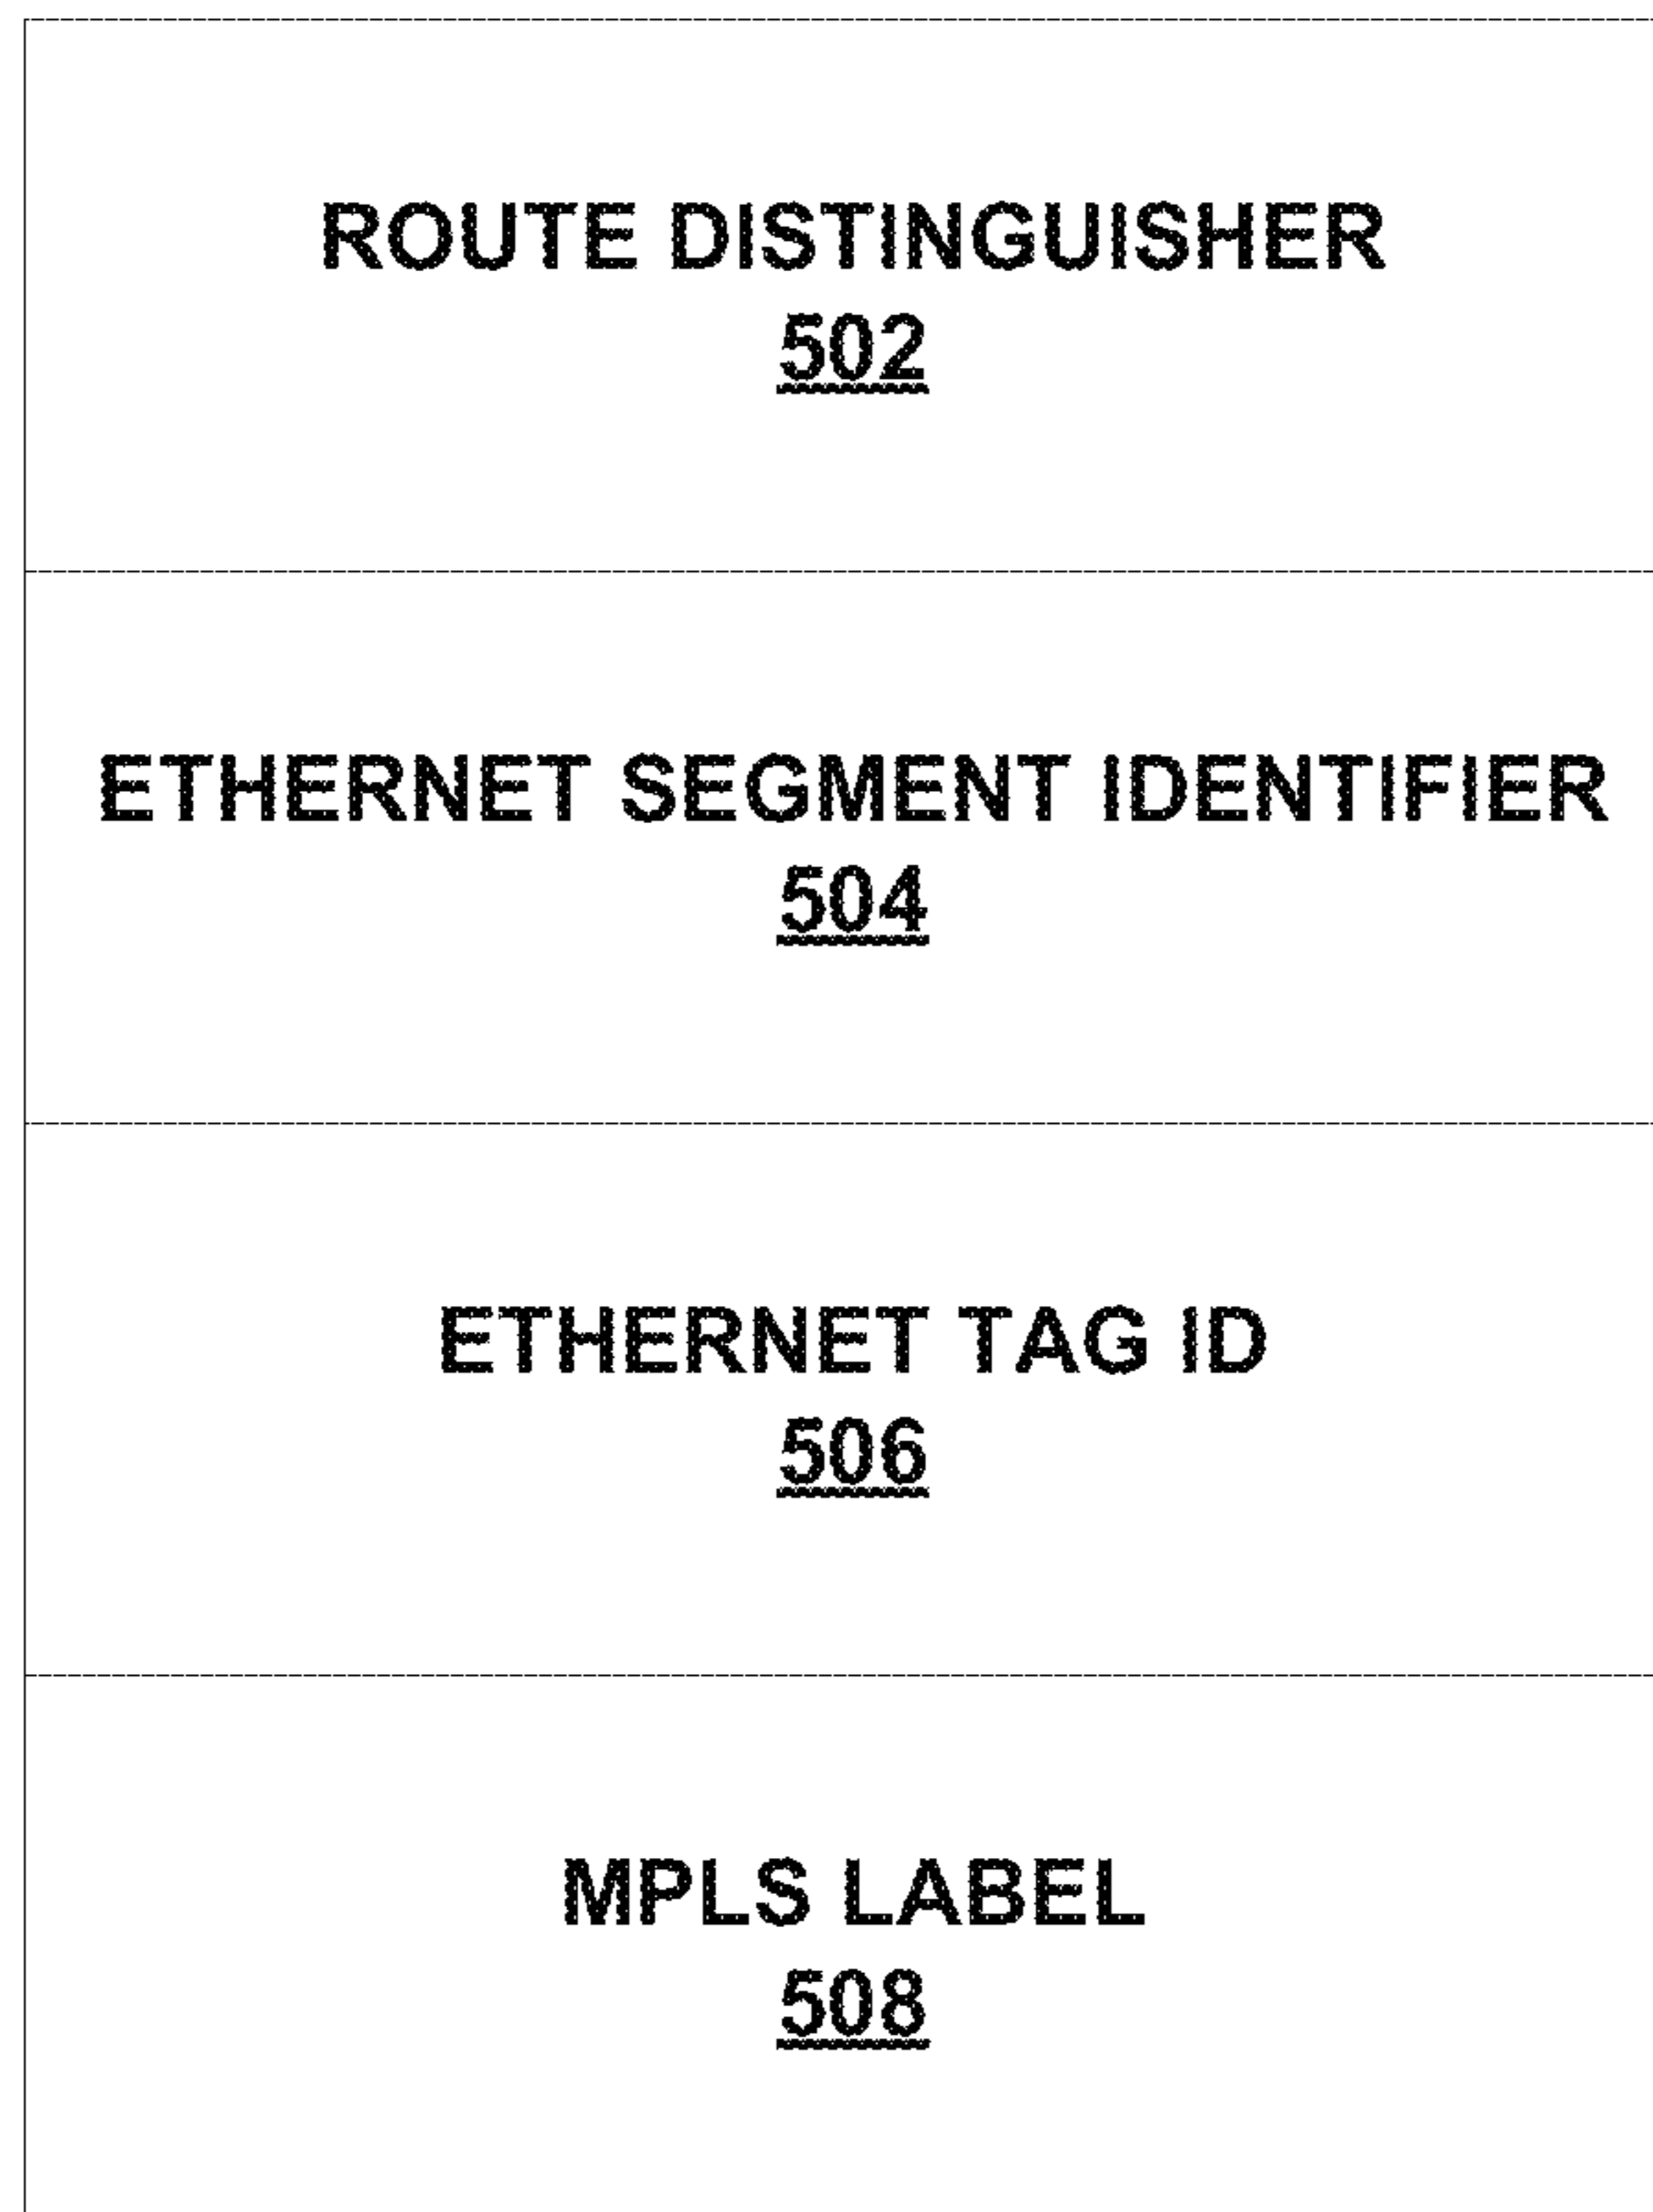 ROUTE DISTINGUISHER
502
ETHERNET SEGMENT IDENTIFIER
504
ETHERNET TAG ID
506
MPLS LABEL
508